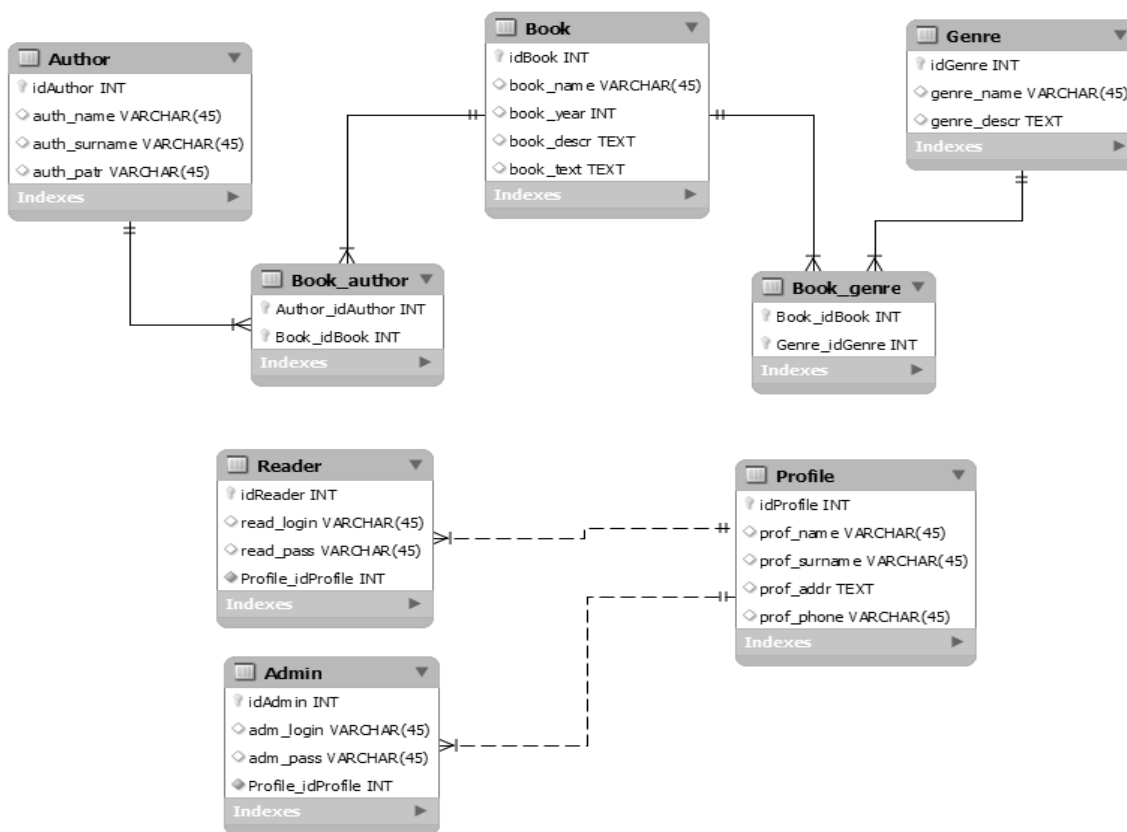 Author
idAuthor INT
auth_name VARCHAR(45)
auth_surname VARCHAR(45)
auth_patr VARCHAR(45)
Indexes
Book
idBook INT
book_name VARCHAR(45)
book_year INT
book_descr TEXT
book_text TEXT
Indexes
Genre
idGenre INT
genre_name VARCHAR(45)
genre_descr TEXT
Indexes
Book_author
Author_idAuthor INT
Book_idBook INT
Indexes
Book_genre
Book_idBook INT
Genre_idGenre INT
Indexes
Reader
idReader INT
read_login VARCHAR(45)
read_pass VARCHAR(45)
Profile_idProfile INT
Indexes
Profile
idProfile INT
prof_name VARCHAR(45)
prof_surname VARCHAR(45)
prof_addr TEXT
prof_phone VARCHAR(45)
Indexes
Admin
idAdmin INT
adm_login VARCHAR(45)
adm_pass VARCHAR(45)
Profile_idProfile INT
Indexes